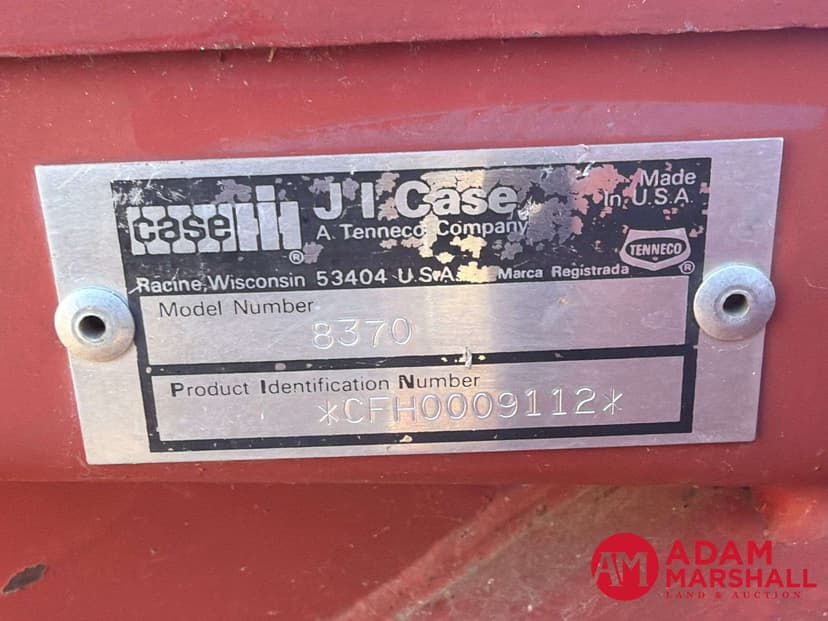 case IH ®
J I Case
A Tenneco Company
Made
In U.S.A.
TENNECO ®
Racine, Wisconsin 53404 U.S.A. Marca Registrada
Model Number
8370
Product Identification Number
*CFH0009112*
AM ADAM
MARSHALL
LAND & AUCTION